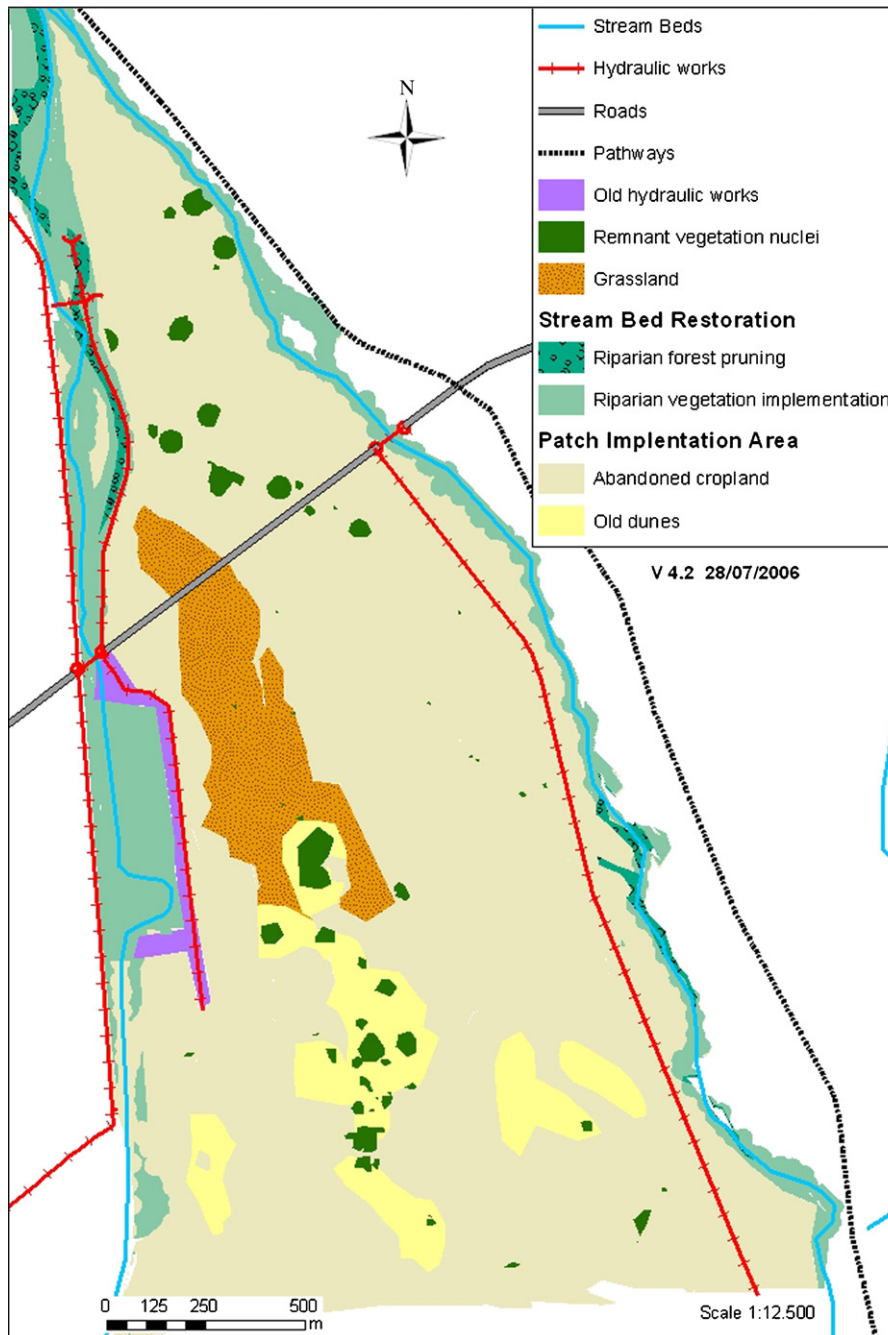 Stream Beds
Hydraulic works
Roads
Pathways
Old hydraulic works
Remnant vegetation nuclei
Grassland
Stream Bed Restoration
Riparian forest pruning
Riparian vegetation implementation
Patch Implentation Area
Abandoned cropland
Old dunes
N
V 4.2 28/07/2006
0 125 250 500
m
Scale 1:12.500